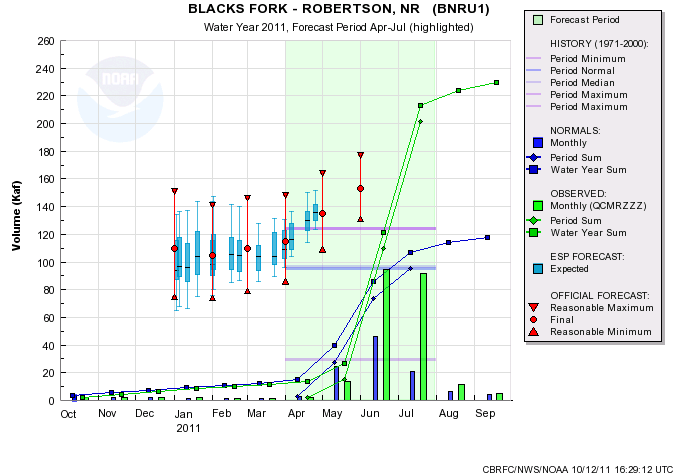 BLACKS FORK - ROBERTSON, NR (BNRU1)
Water Year 2011, Forecast Period Apr-Jul (highlighted)
Volume (Kaf)
260
240
220
200
180
160
140
120
100
80
60
40
20
0
NOAA
Oct Nov Dec Jan Feb Mar Apr May Jun Jul Aug Sep
2011
Forecast Period
HISTORY (1971-2000):
Period Minimum
Period Normal
Period Median
Period Maximum
Period Maximum
NORMALS:
Monthly
Period Sum
Water Year Sum
OBSERVED:
Monthly (QCMRZZZ)
Period Sum
Water Year Sum
ESP FORECAST:
Expected
OFFICIAL FORECAST:
Reasonable Maximum
Final
Reasonable Minimum
CBRFC/NWS/NOAA 10/12/11 16:29:12 UTC